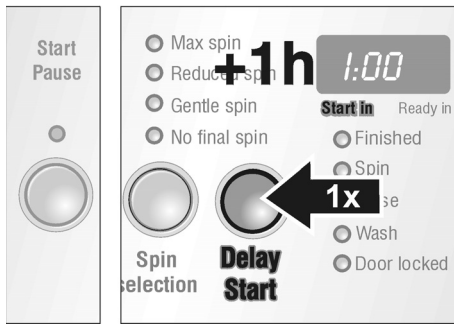 Start
Pause
Max spin
Reduced spin
Gentle spin
No final spin
+1h
1:00
Start in
Ready in
Finished
Spin
1x
se
Wash
Door locked
Spin
selection
Delay
Start